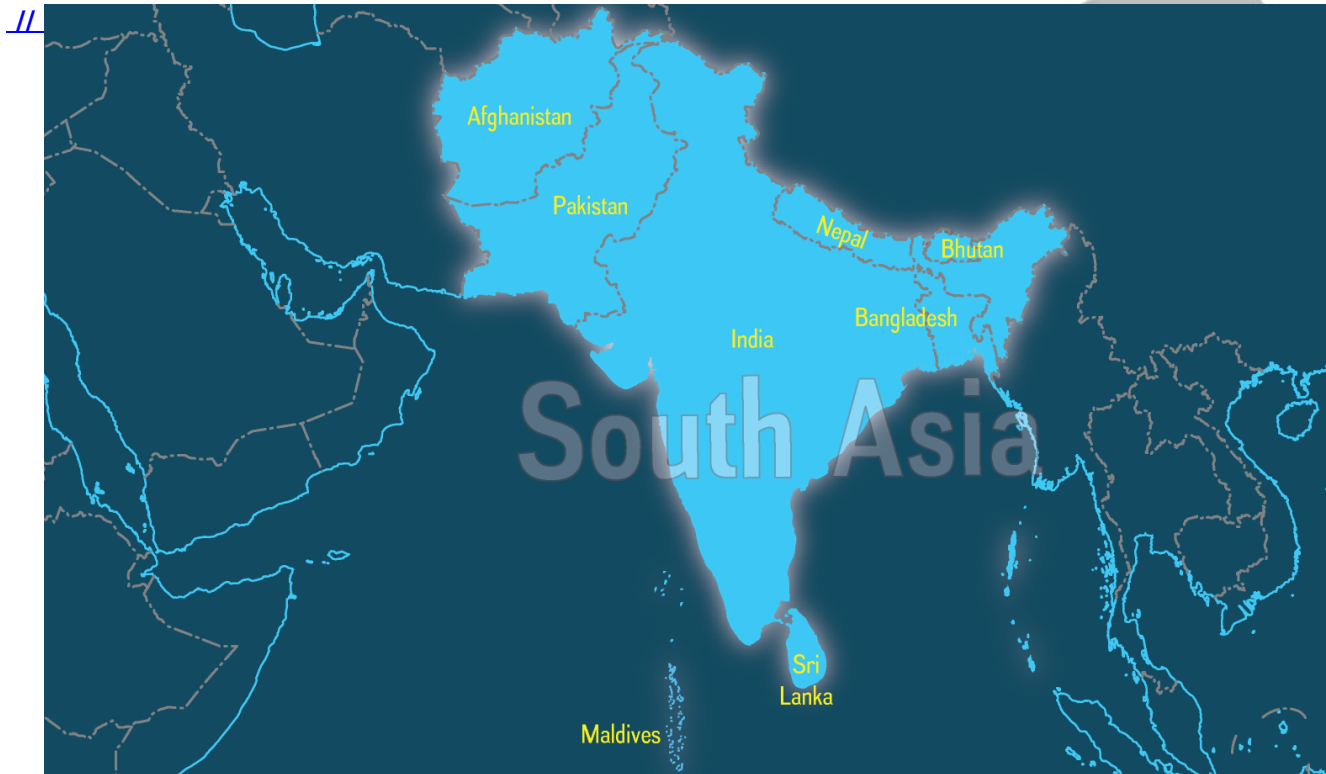 //
Afghanistan
Pakistan
Nepal
Bhutan
Bangladesh
India
South Asia
Sri
Lanka
Maldives